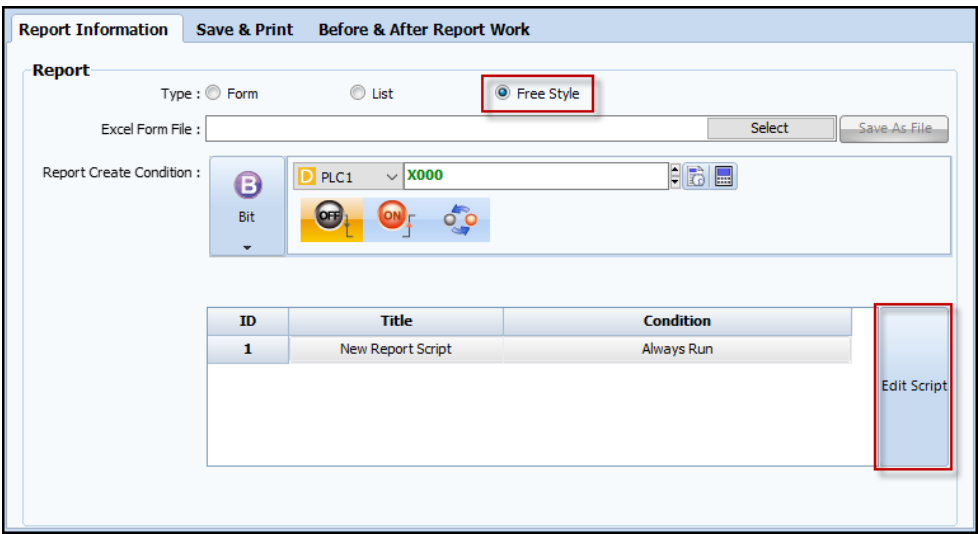 Report Information Save & Print Before & After Report Work
Report
Type : Form List Free Style
Excel Form File : Select Save As File
Report Create Condition : B Bit D PLC1 X000
OFF ON
ID Title Condition
1 New Report Script Always Run
Edit Script